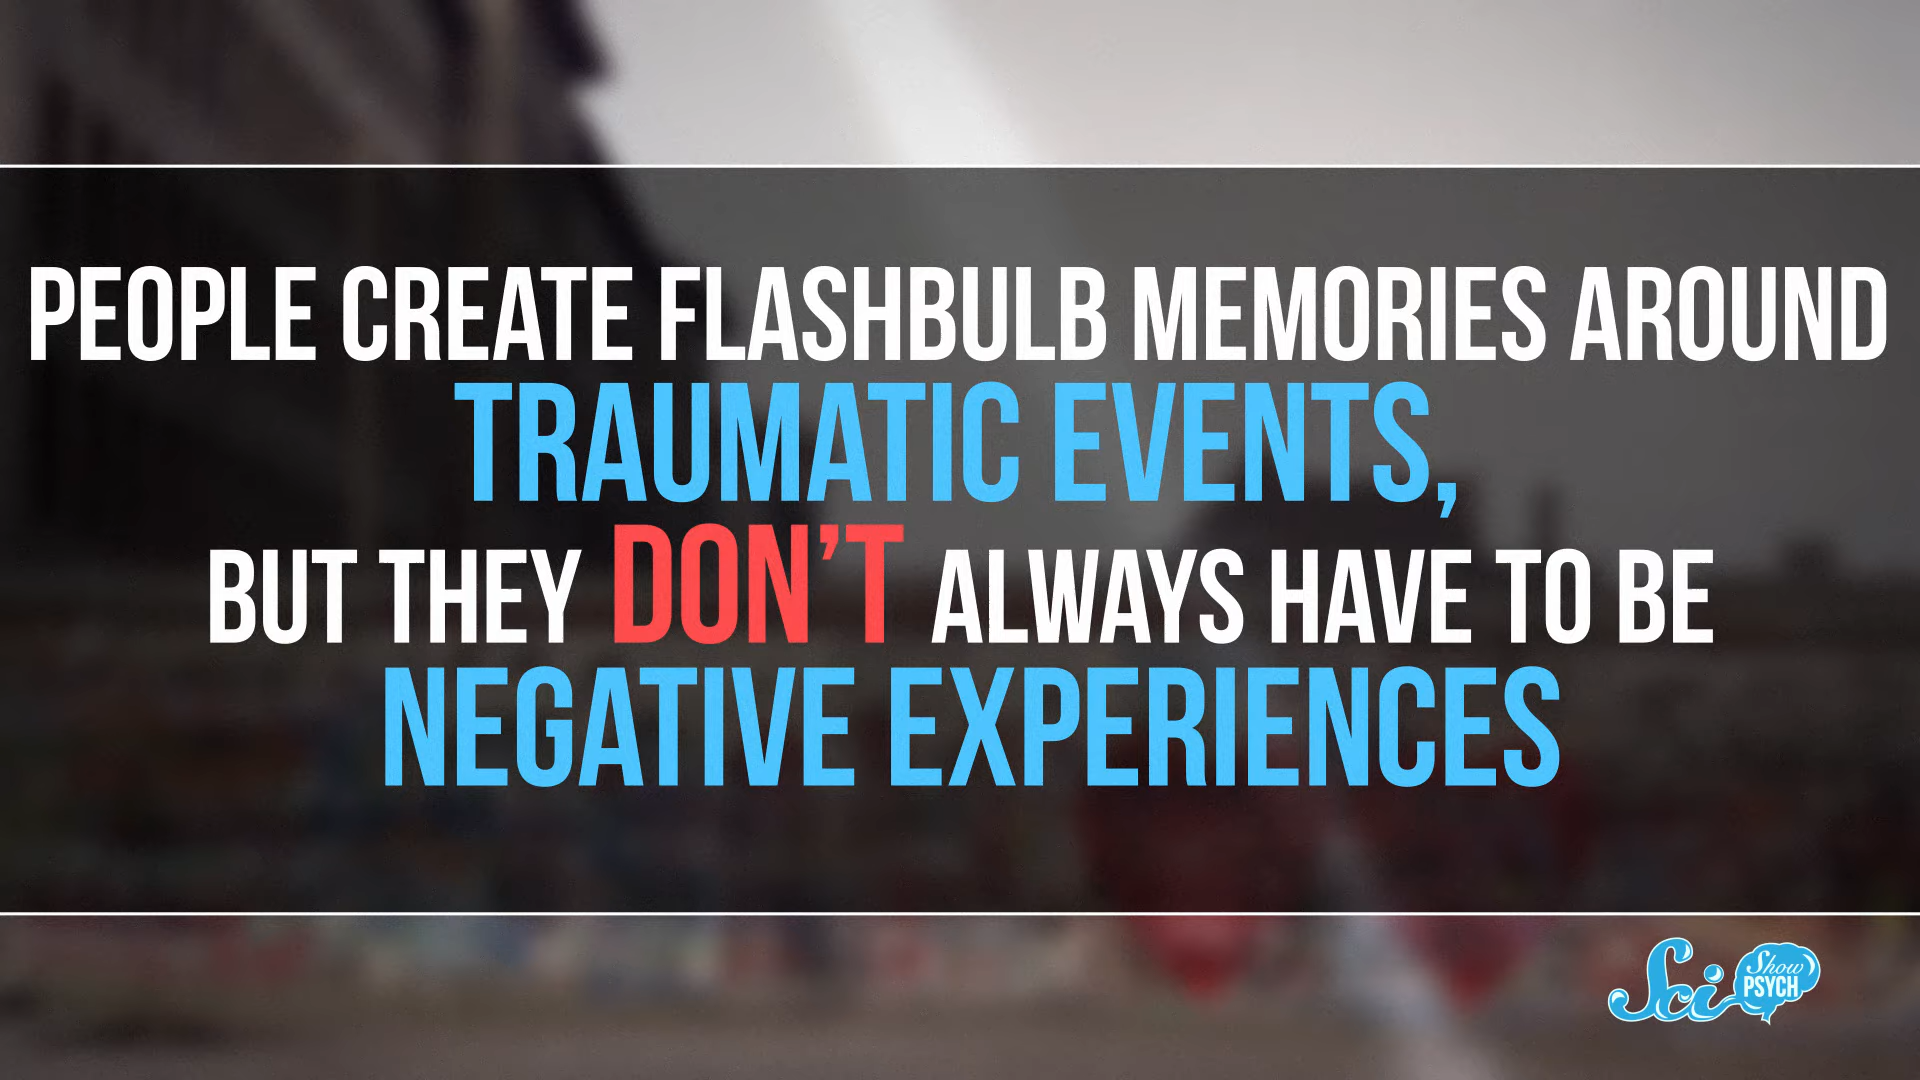 PEOPLE CREATE FLASHBULB MEMORIES AROUND
TRAUMATIC EVENTS,
BUT THEY DON'T ALWAYS HAVE TO BE
NEGATIVE EXPERIENCES
Sci Show
PSYCH